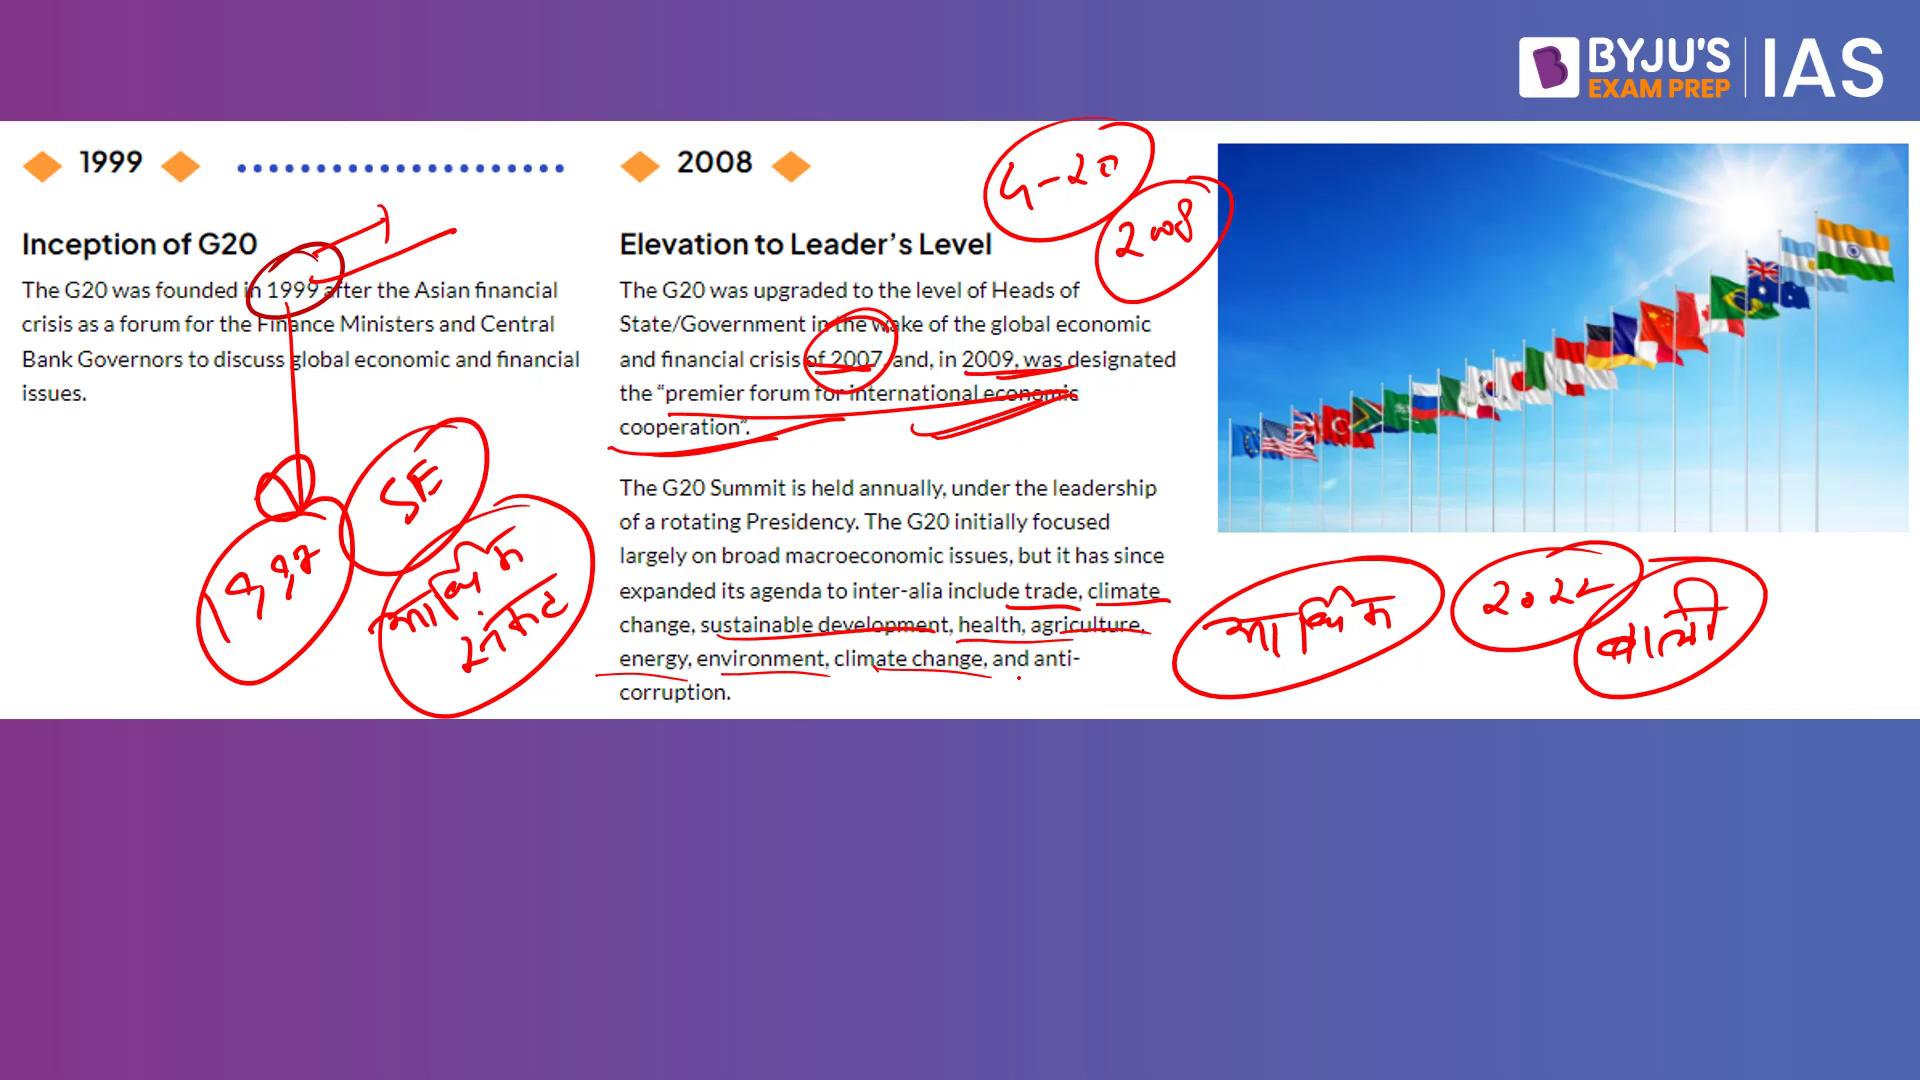 BYJU'S
EXAM PREP
IAS
1999
Inception of G20
The G20 was founded in 1999 after the Asian financial
crisis as a forum for the Finance Ministers and Central
Bank Governors to discuss global economic and financial
issues.
1997
SE
आर्थिक
संकट
2008
Elevation to Leader's Level
The G20 was upgraded to the level of Heads of
State/Government in the wake of the global economic
and financial crisis of 2007, and, in 2009, was designated
the “premier forum for international economic
cooperation”.
The G20 Summit is held annually, under the leadership
of a rotating Presidency. The G20 initially focused
largely on broad macroeconomic issues, but it has since
expanded its agenda to inter-alia include trade, climate
change, sustainable development, health, agriculture,
energy, environment, climate change, and anti-
corruption.
G-20
2008
आर्थिक
2022